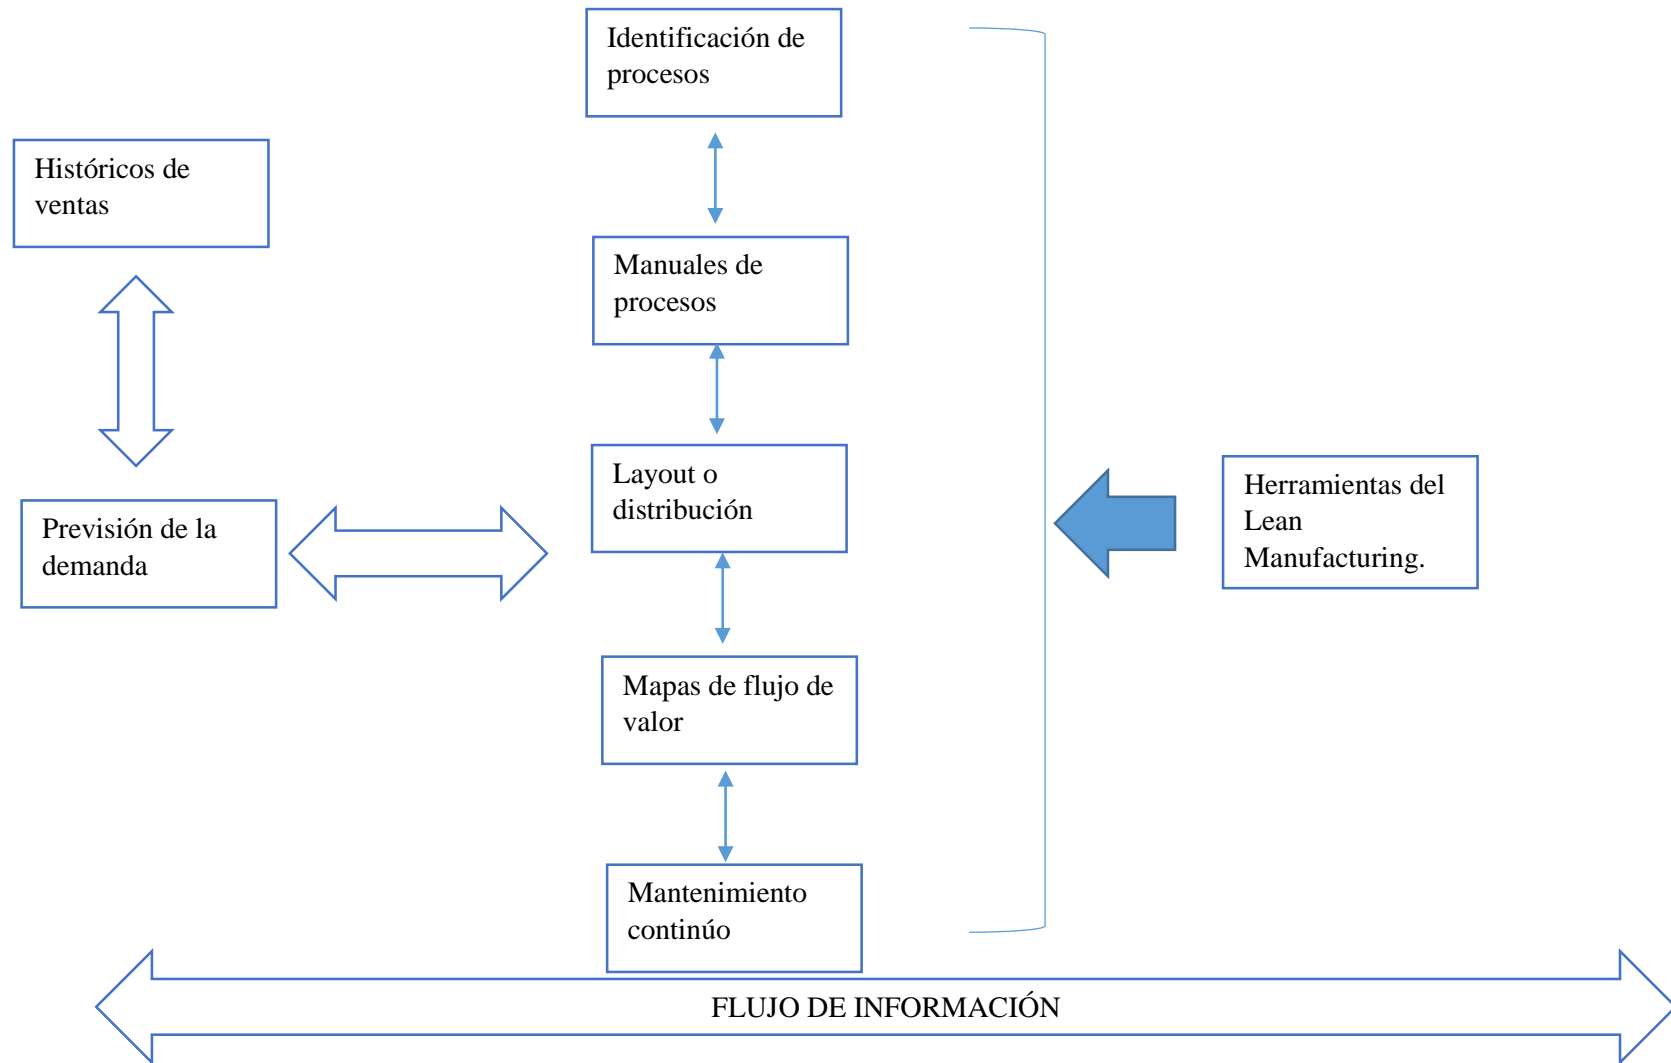 Identificación de
procesos
Históricos de
ventas
Manuales de
procesos
Layout o
distribución
Previsión de la
demanda
Herramientas del
Lean
Manufacturing.
Mapas de flujo de
valor
Mantenimiento
continúo
FLUJO DE INFORMACIÓN